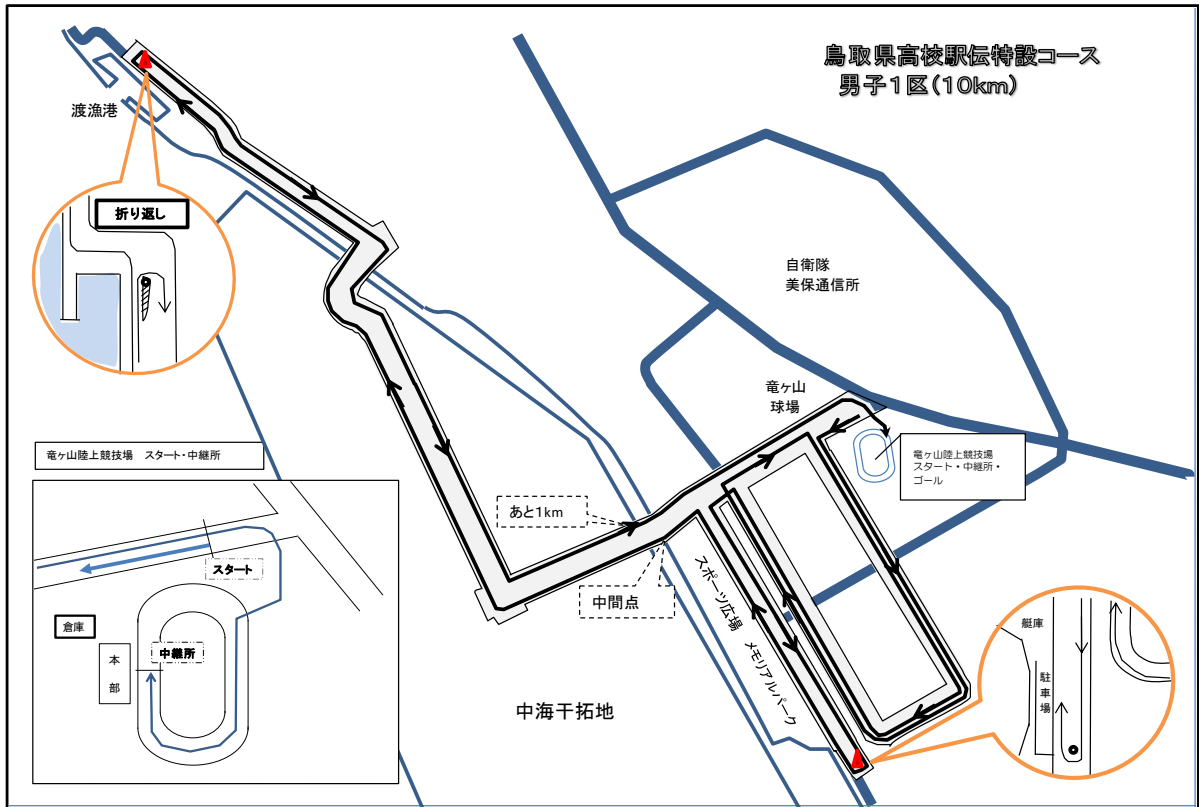 鳥取県高校駅伝特設コース
男子1区(10km)
渡漁港
折り返し
自衛隊
美保通信所
竜ヶ山
球場
竜ヶ山陸上競技場
スタート・中継所・
ゴール
竜ヶ山陸上競技場　スタート・中継所
あと1km
中間点
スポーツ広場　メモリアルパーク
スタート
倉庫
中継所
本
部
中海干拓地
艇庫
駐車場